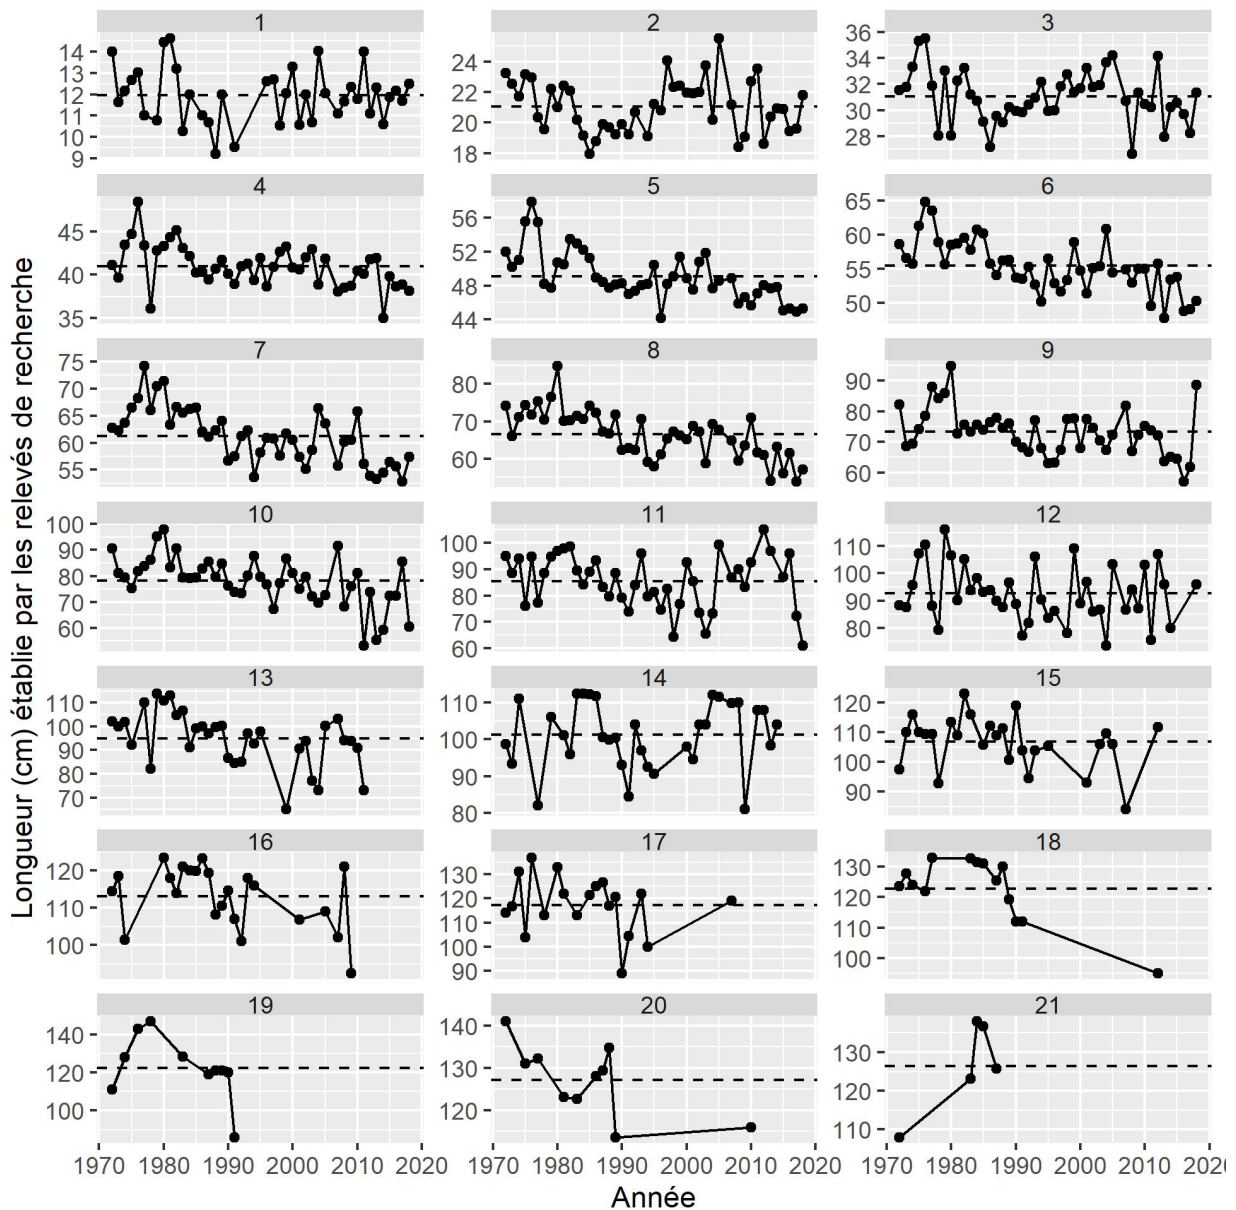 Longueur (cm) établie par les relevés de recherche
1 2 3
14 13 12 11 10 9
24 22 20 18
36 34 32 30 28
4 5 6
45 40 35
56 52 48 44
65 60 55 50
7 8 9
75 70 65 60 55
80 70 60
90 80 70 60
10 11 12
100 90 80 70 60
100 90 80 70 60
110 100 90 80
13 14 15
110 100 90 80 70
110 100 90 80
120 110 100 90
16 17 18
120 110 100
130 120 110 100 90
130 120 110 100
19 20 21
140 120 100
140 130 120
130 120 110
1970 1980 1990 2000 2010 2020
1970 1980 1990 2000 2010 2020
1970 1980 1990 2000 2010 202
Année